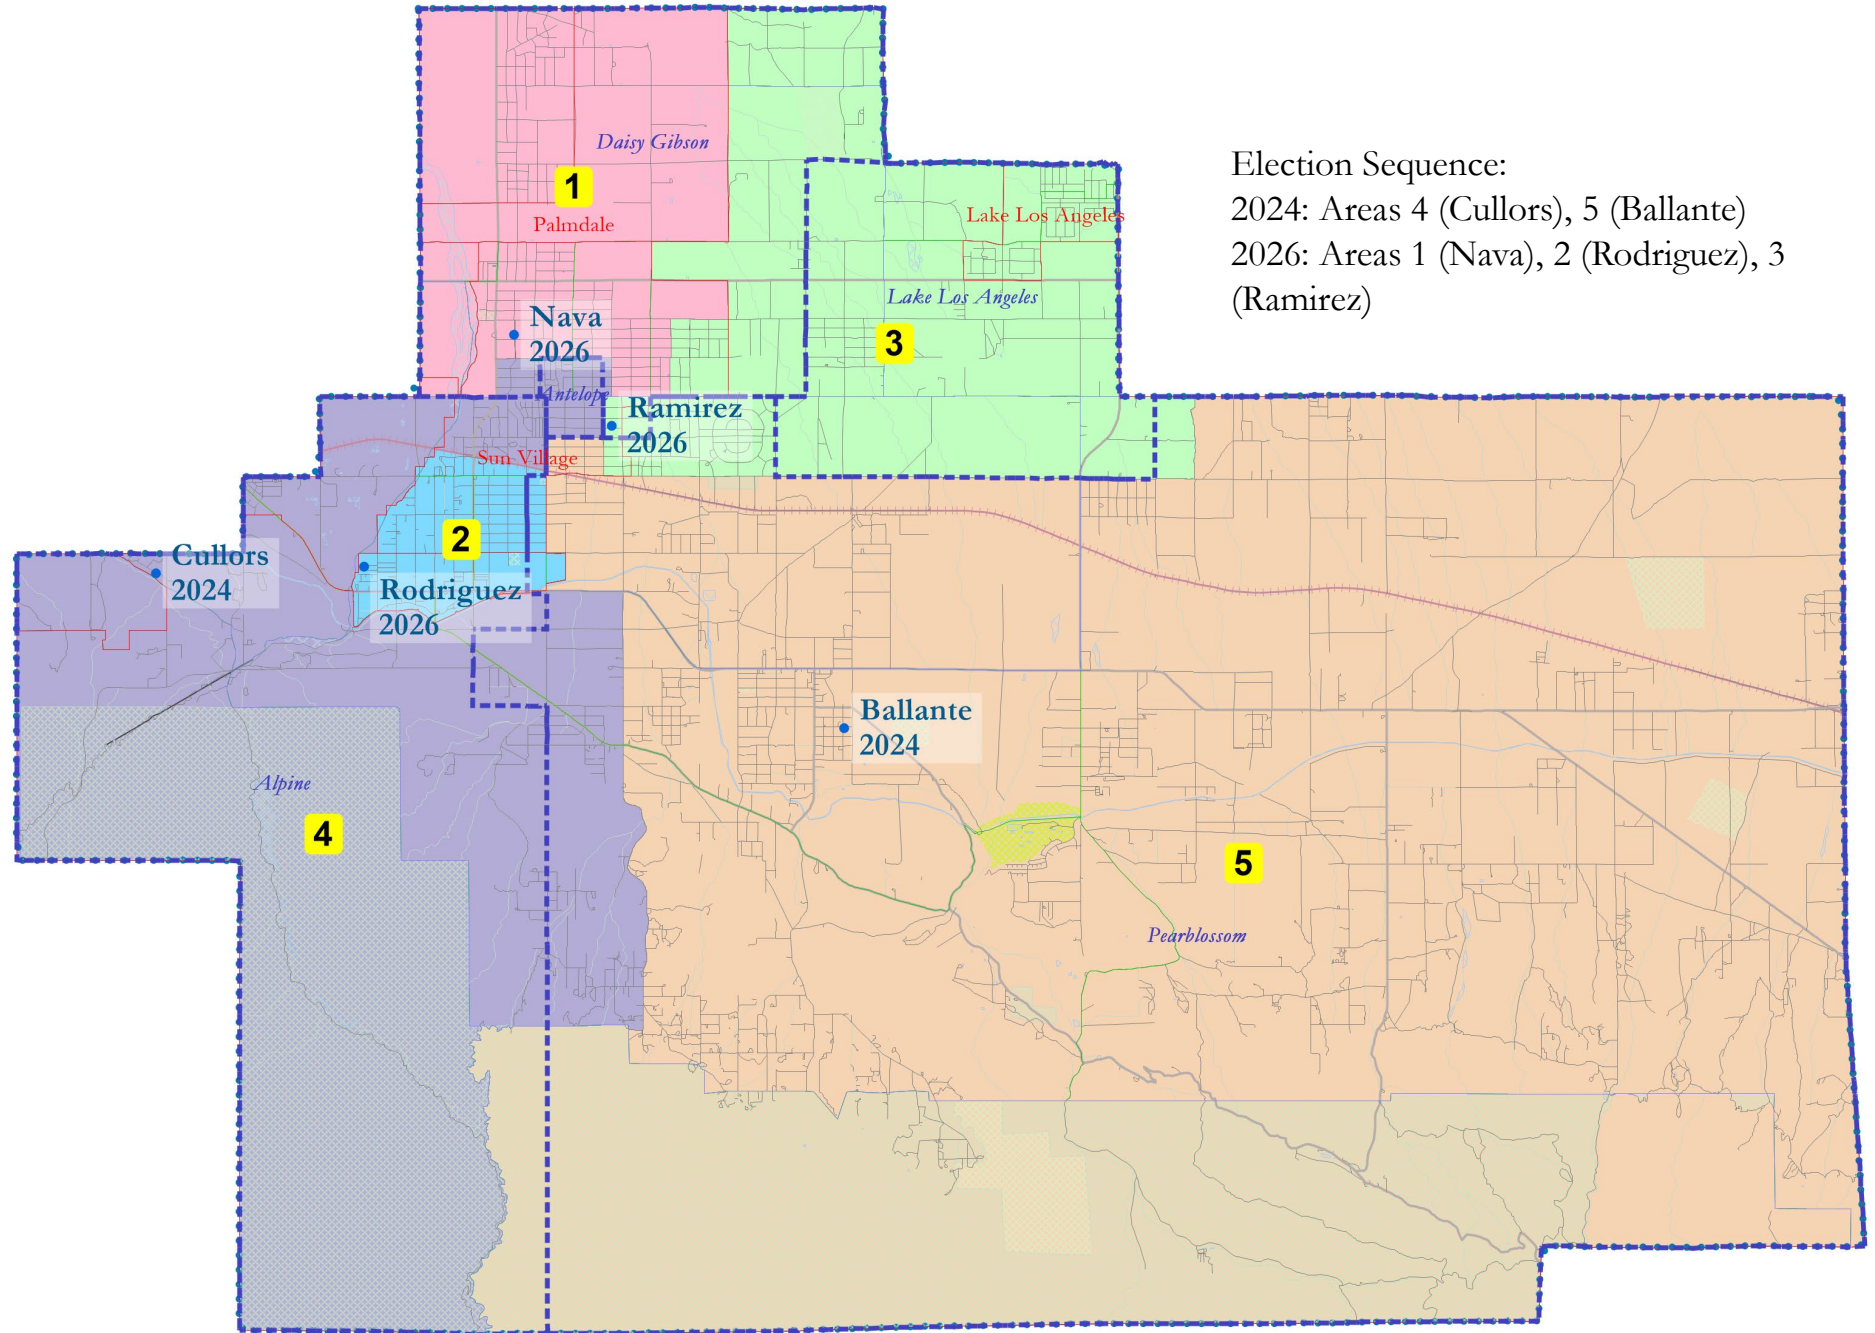 Daisy Gibson
1
Palmdale
Election Sequence:
2024: Areas 4 (Cullors), 5 (Ballante)
2026: Areas 1 (Nava), 2 (Rodriguez), 3
(Ramirez)
Lake Los Angeles
Lake Los Angeles
Nava
2026
3
Antelope
Ramirez
2026
Sun Village
2
Cullors
2024
Rodriguez
2026
Ballante
2024
Alpine
4
5
Pearblossom